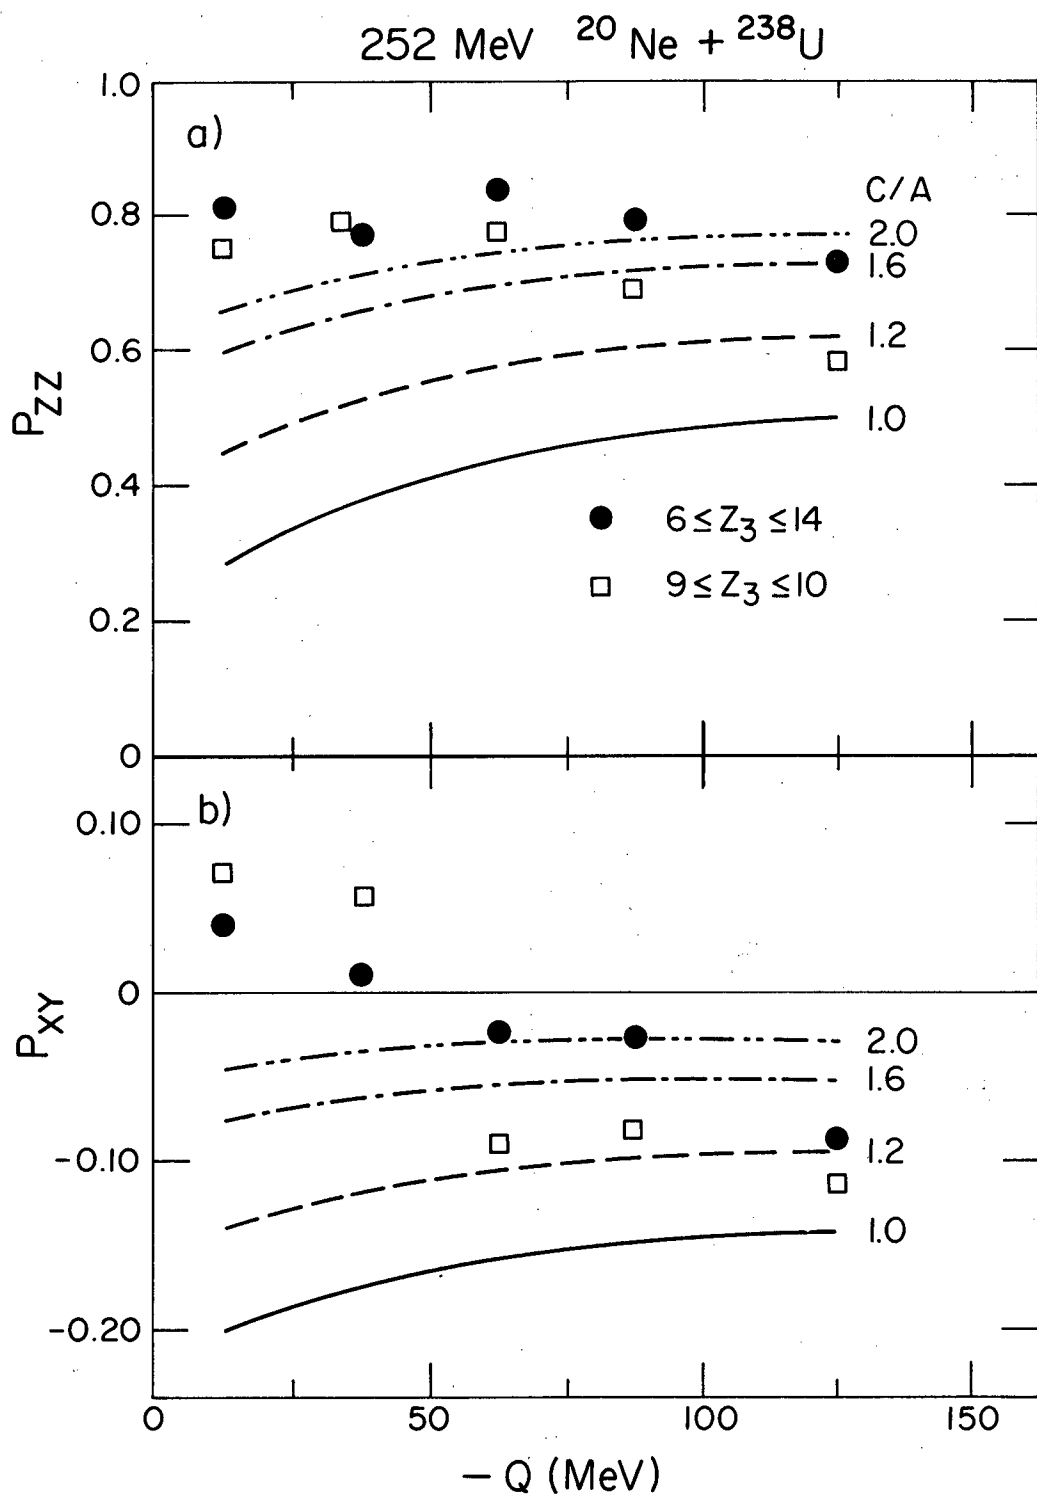 252 MeV ²⁰Ne + ²³⁸U
1.0
a)
C/A
0.8
2.0
1.6
0.6
1.2
P_ZZ
1.0
0.4
6 ≤ Z₃ ≤ 14
9 ≤ Z₃ ≤ 10
0.2
0
b)
0.10
0
P_XY
2.0
1.6
-0.10
1.2
1.0
-0.20
0 50 100 150
– Q (MeV)